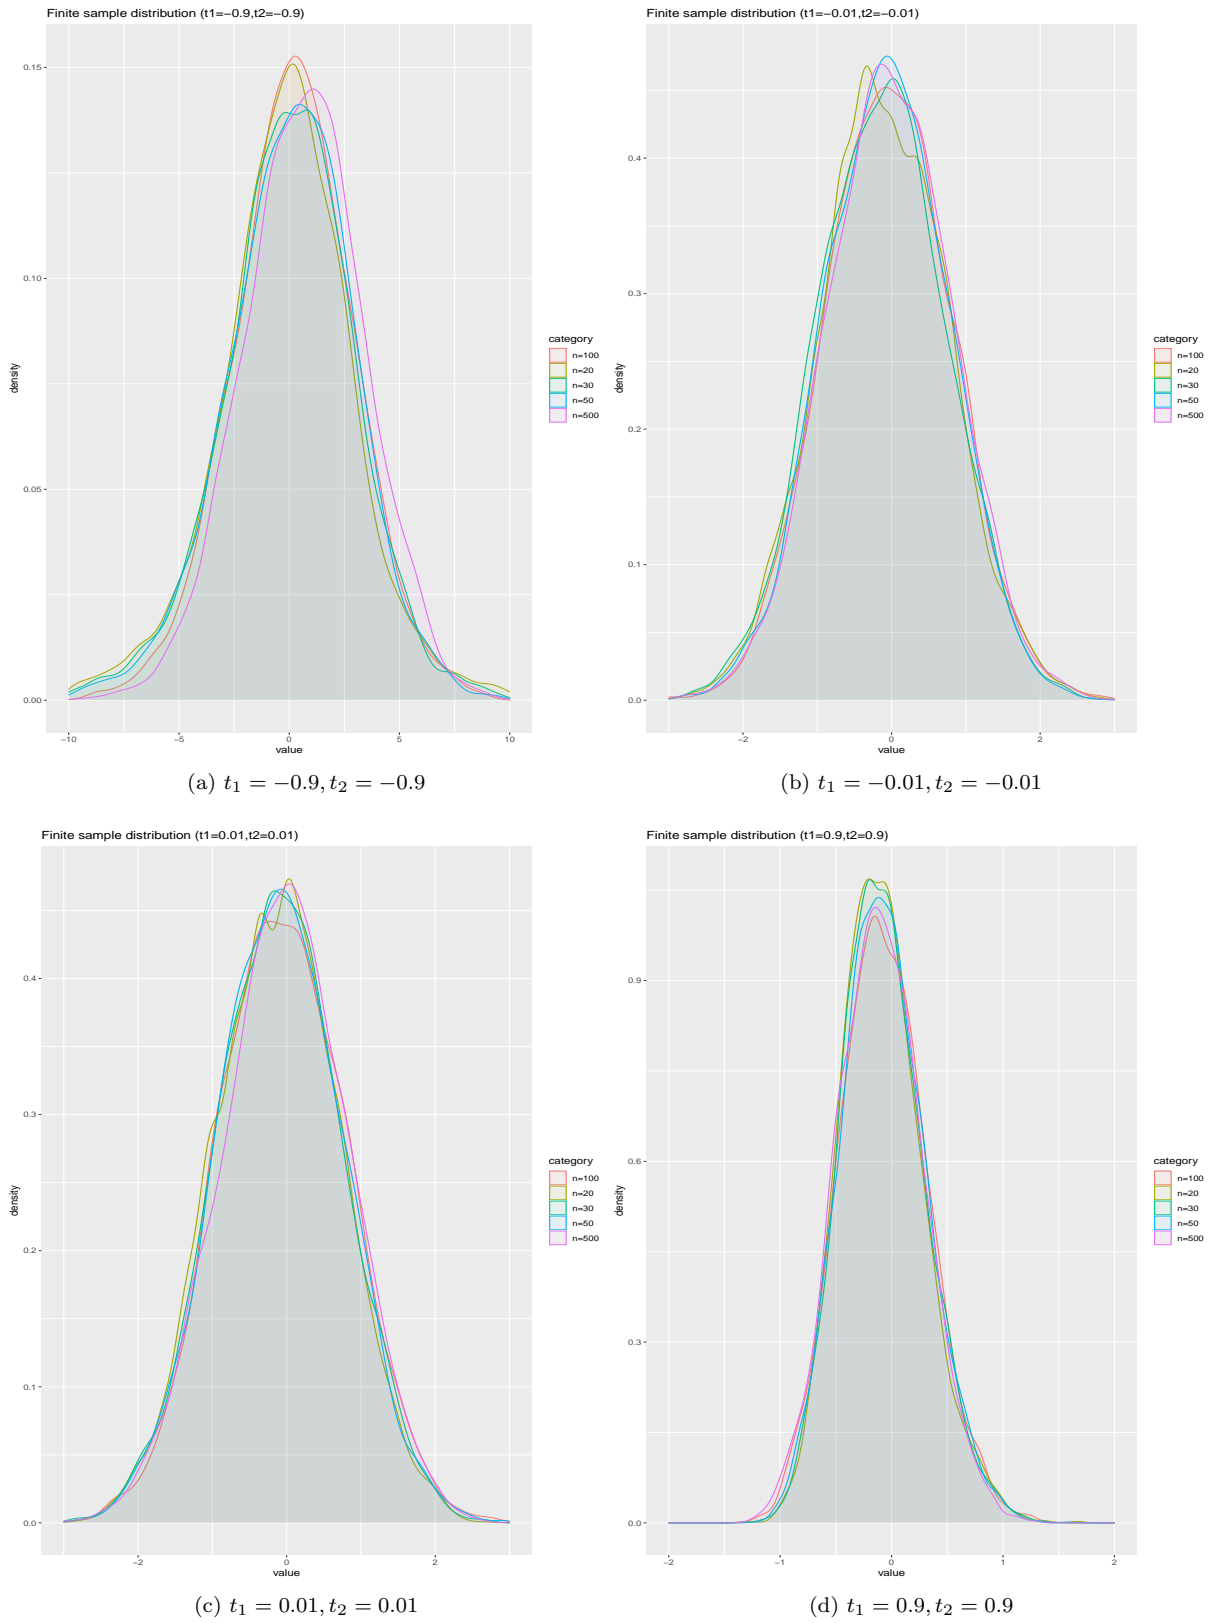 Finite sample distribution (t1=−0.9,t2=−0.9)
0.15
0.10
0.05
0.00
density
−10 −5 0 5 10
value
category
n=100
n=20
n=30
n=50
n=500
(a) t₁ = −0.9, t₂ = −0.9
Finite sample distribution (t1=−0.01,t2=−0.01)
0.4
0.3
0.2
0.1
0.0
density
−2 0 2
value
category
n=100
n=20
n=30
n=50
n=500
(b) t₁ = −0.01, t₂ = −0.01
Finite sample distribution (t1=0.01,t2=0.01)
0.4
0.3
0.2
0.1
0.0
density
−2 0 2
value
category
n=100
n=20
n=30
n=50
n=500
(c) t₁ = 0.01, t₂ = 0.01
Finite sample distribution (t1=0.9,t2=0.9)
0.9
0.6
0.3
0.0
density
−2 −1 0 1 2
value
category
n=100
n=20
n=30
n=50
n=500
(d) t₁ = 0.9, t₂ = 0.9